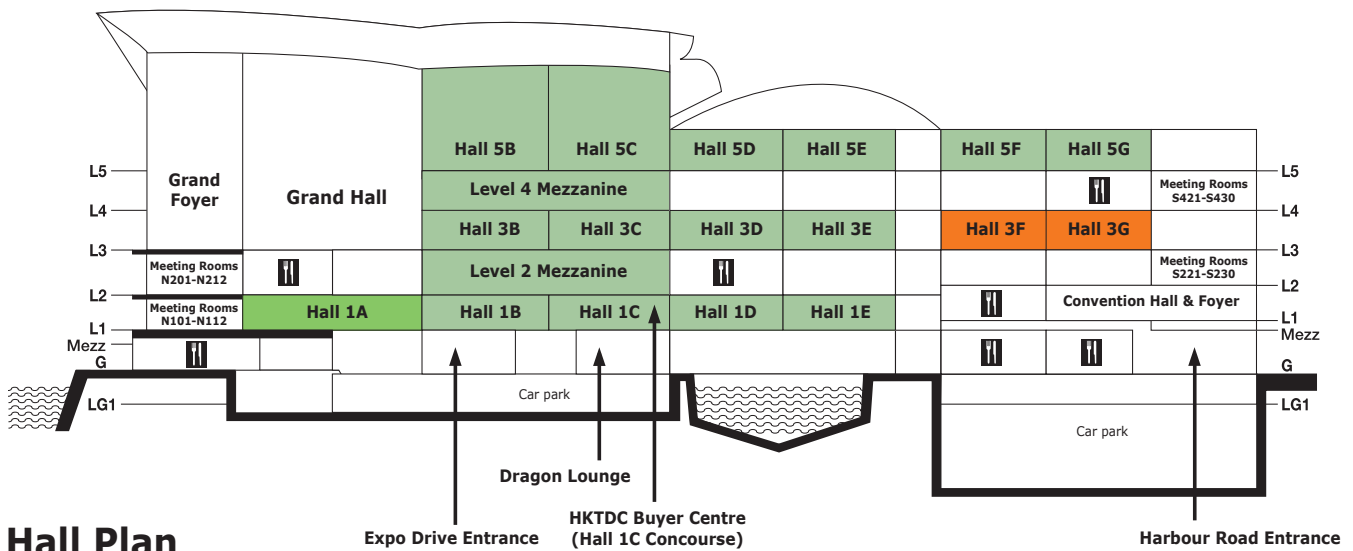 Hall 5B Hall 5C Hall 5D Hall 5E Hall 5F Hall 5G
L5 L5
Grand
Foyer
Grand Hall
Level 4 Mezzanine
Meeting Rooms
S421-S430
L4 L4
Hall 3B Hall 3C Hall 3D Hall 3E Hall 3F Hall 3G
L3 L3
Meeting Rooms
N201-N212
Level 2 Mezzanine
Meeting Rooms
S221-S230
L2 L2
Meeting Rooms
N101-N112
Hall 1A Hall 1B Hall 1C Hall 1D Hall 1E
Convention Hall & Foyer
L1 L1
Mezz Mezz
G G
LG1 LG1
Car park
Car park
Dragon Lounge
Expo Drive Entrance
HKTDC Buyer Centre
(Hall 1C Concourse)
Harbour Road Entrance
Hall Plan